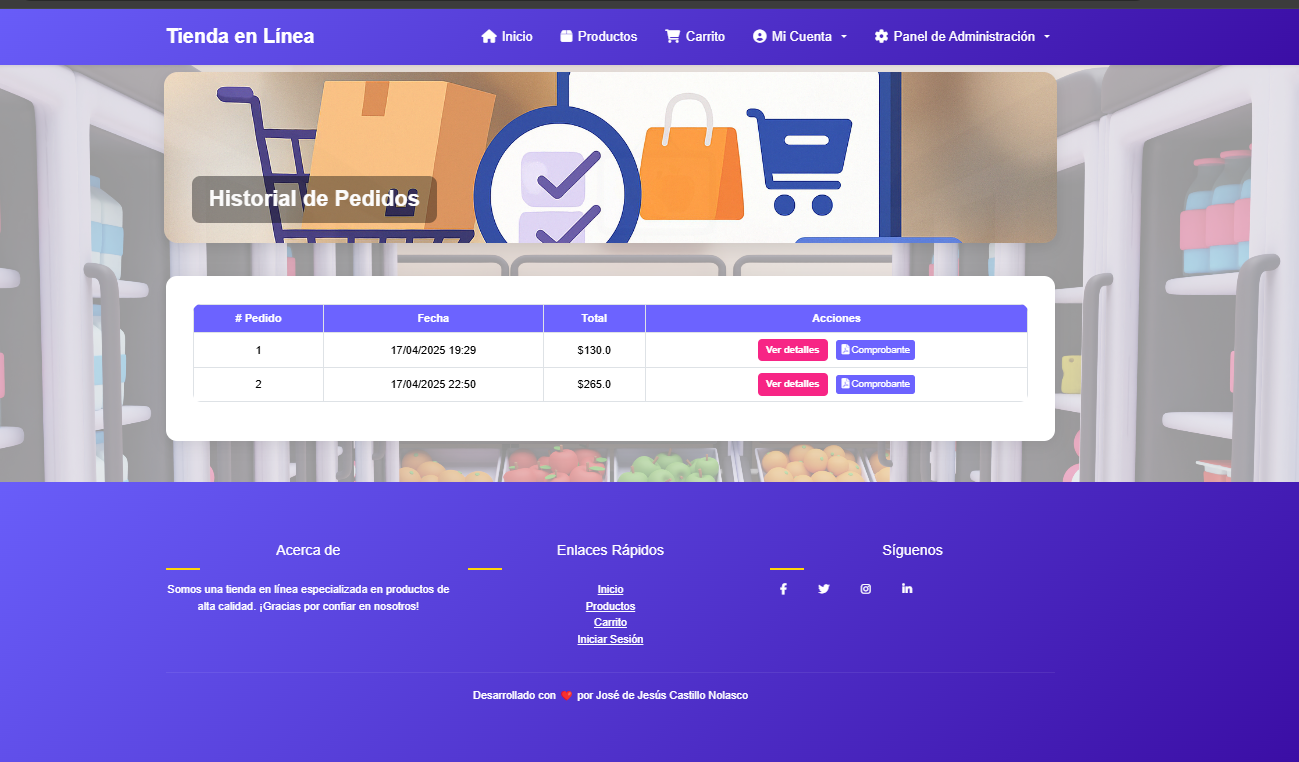 Tienda en Línea
Inicio
Productos
Carrito
Mi Cuenta
Panel de Administración
Historial de Pedidos
# Pedido Fecha Total Acciones
1 17/04/2025 19:29 $130.0 Ver detalles Comprobante
2 17/04/2025 22:50 $265.0 Ver detalles Comprobante
Acerca de
Somos una tienda en línea especializada en productos de
alta calidad. ¡Gracias por confiar en nosotros!
Enlaces Rápidos
Inicio
Productos
Carrito
Iniciar Sesión
Síguenos
Desarrollado con ❤️ por José de Jesús Castillo Nolasco